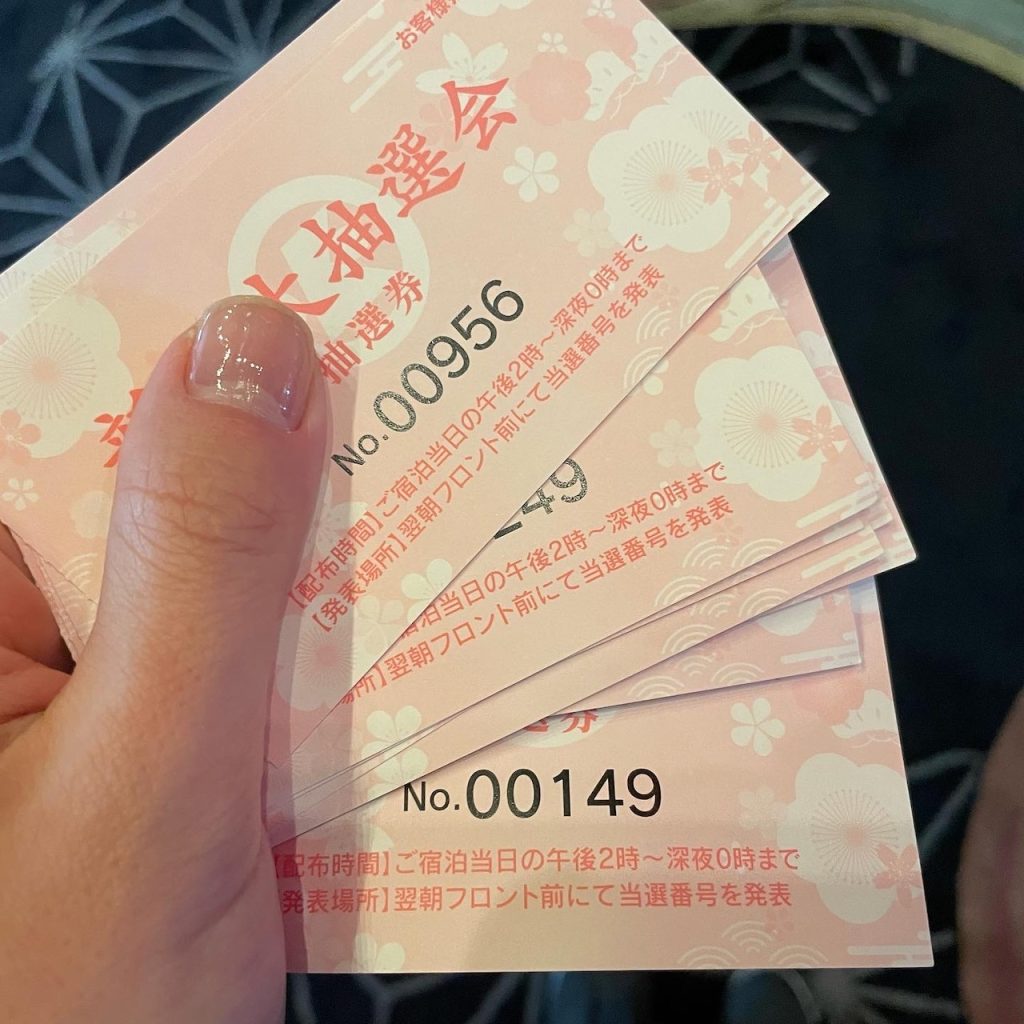 お客様
大抽選会
抽選券
No.00956
【配布時間】ご宿泊当日の午後2時～深夜0時まで
【発表場所】翌朝フロント前にて当選番号を発表
49
宿泊当日の午後2時～深夜0時まで
場所】翌朝フロント前にて当選番号を発表
選券
No.00149
【配布時間】ご宿泊当日の午後2時～深夜0時まで
発表場所】翌朝フロント前にて当選番号を発表